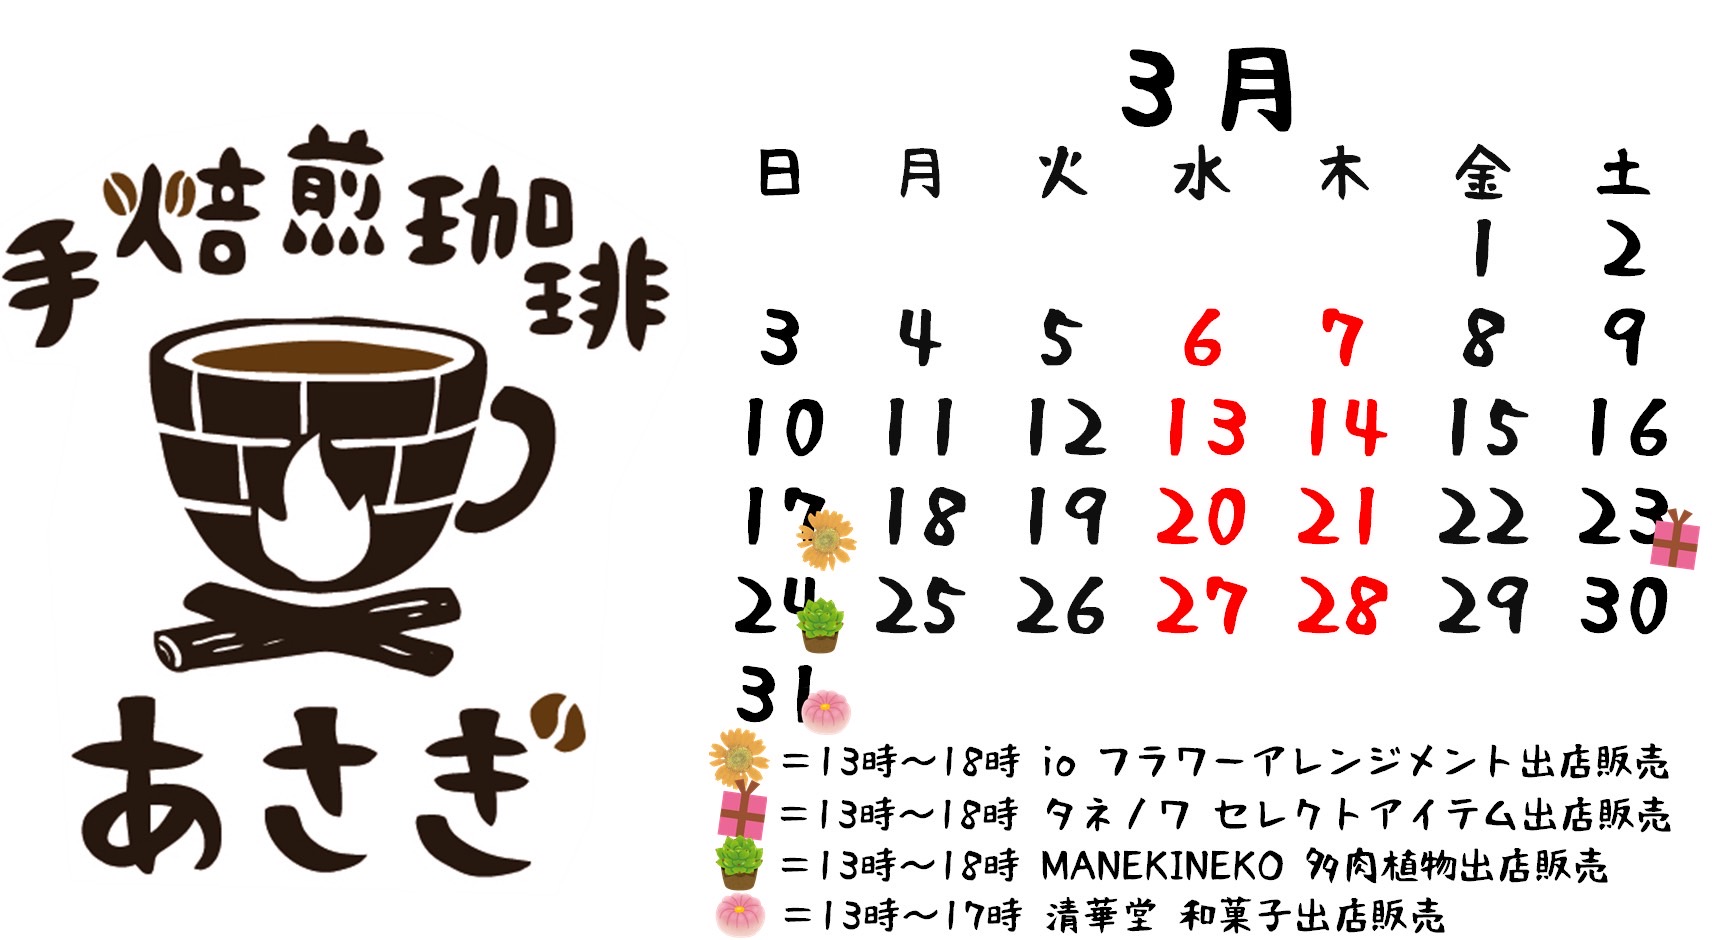 手焙煎珈琲
あさぎ
3月
日 月 火 水 木 金 土
1 2
3 4 5 6 7 8 9
10 11 12 13 14 15 16
17 18 19 20 21 22 23
24 25 26 27 28 29 30
31
=13時〜18時 io フラワーアレンジメント出店販売
=13時〜18時 タネノワ セレクトアイテム出店販売
=13時〜18時 MANEKINEKO 多肉植物出店販売
=13時〜17時 清華堂 和菓子出店販売